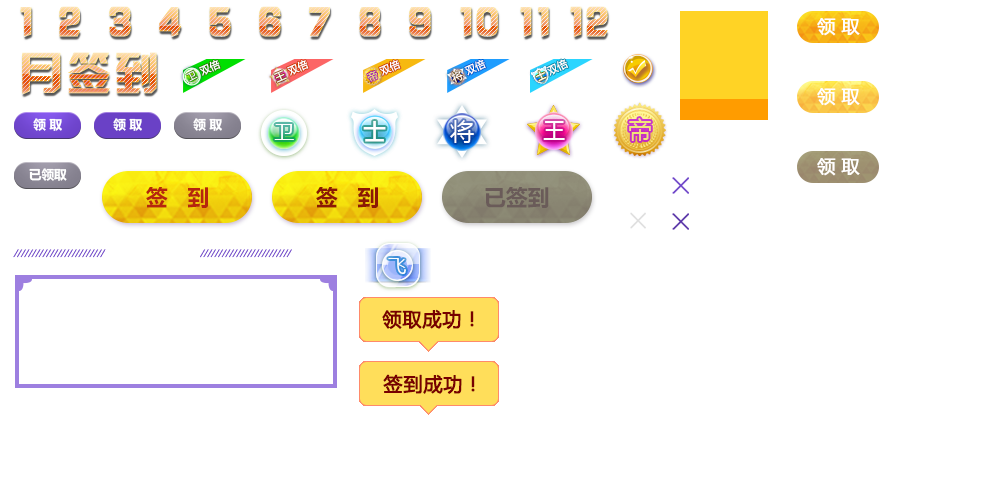 1 2 3 4 5 6 7 8 9 10 11 12
领 取
月签到
卫双倍
王双倍
帝双倍
将双倍
士双倍
领 取
领 取
领 取
领 取
卫
士
将
王
帝
领 取
已领取
签 到
签 到
已签到
飞
领取成功！
签到成功！